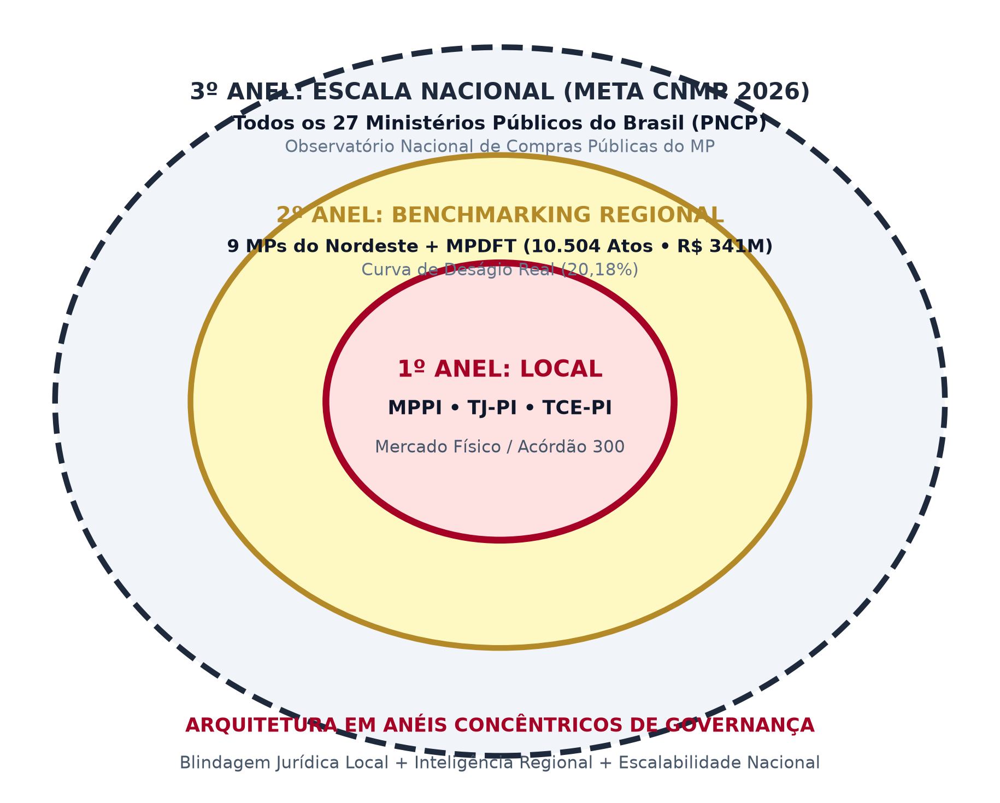 3º ANEL: ESCALA NACIONAL (META CNMP 2026)
Todos os 27 Ministérios Públicos do Brasil (PNCP)
Observatório Nacional de Compras Públicas do MP
2º ANEL: BENCHMARKING REGIONAL
9 MPs do Nordeste + MPDFT (10.504 Atos • R$ 341M)
Curva de Deságio Real (20,18%)
1º ANEL: LOCAL
MPPI • TJ-PI • TCE-PI
Mercado Físico / Acórdão 300
ARQUITETURA EM ANÉIS CONCÊNTRICOS DE GOVERNANÇA
Blindagem Jurídica Local + Inteligência Regional + Escalabilidade Nacional